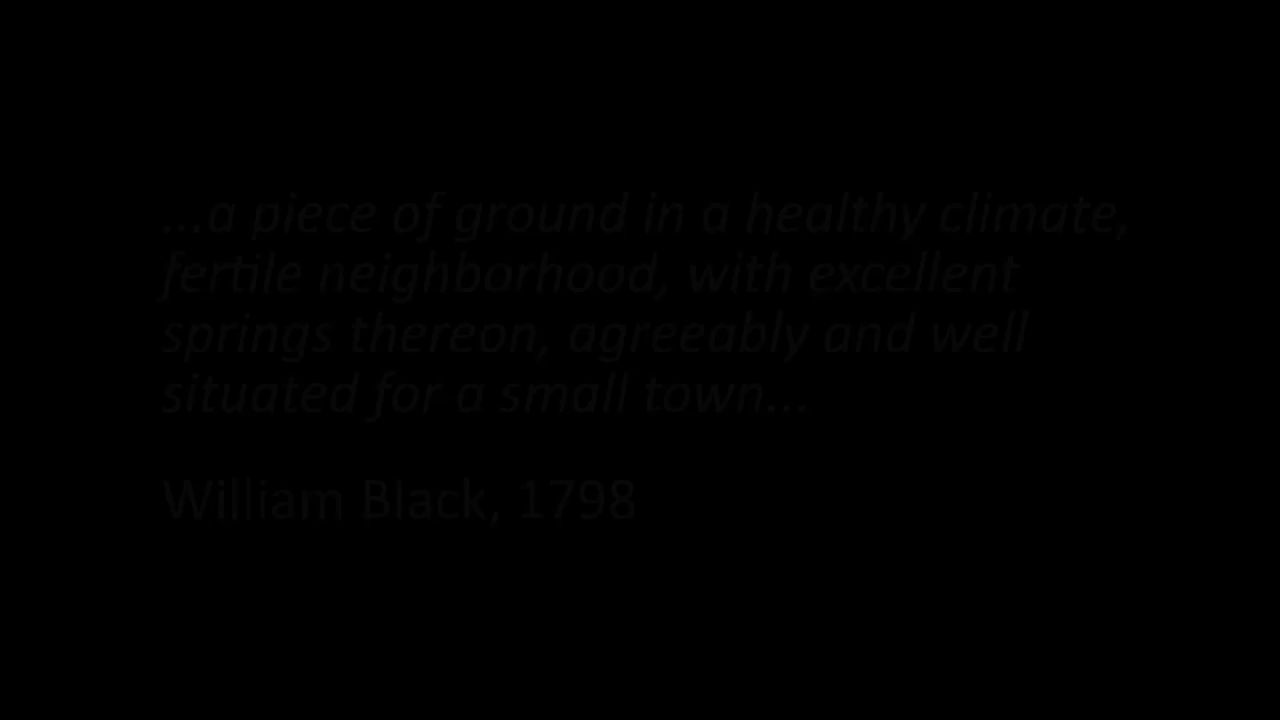 ...a piece of ground in a healthy climate,
fertile neighborhood, with excellent
springs thereon, agreeably and well
situated for a small town...
William Black, 1798